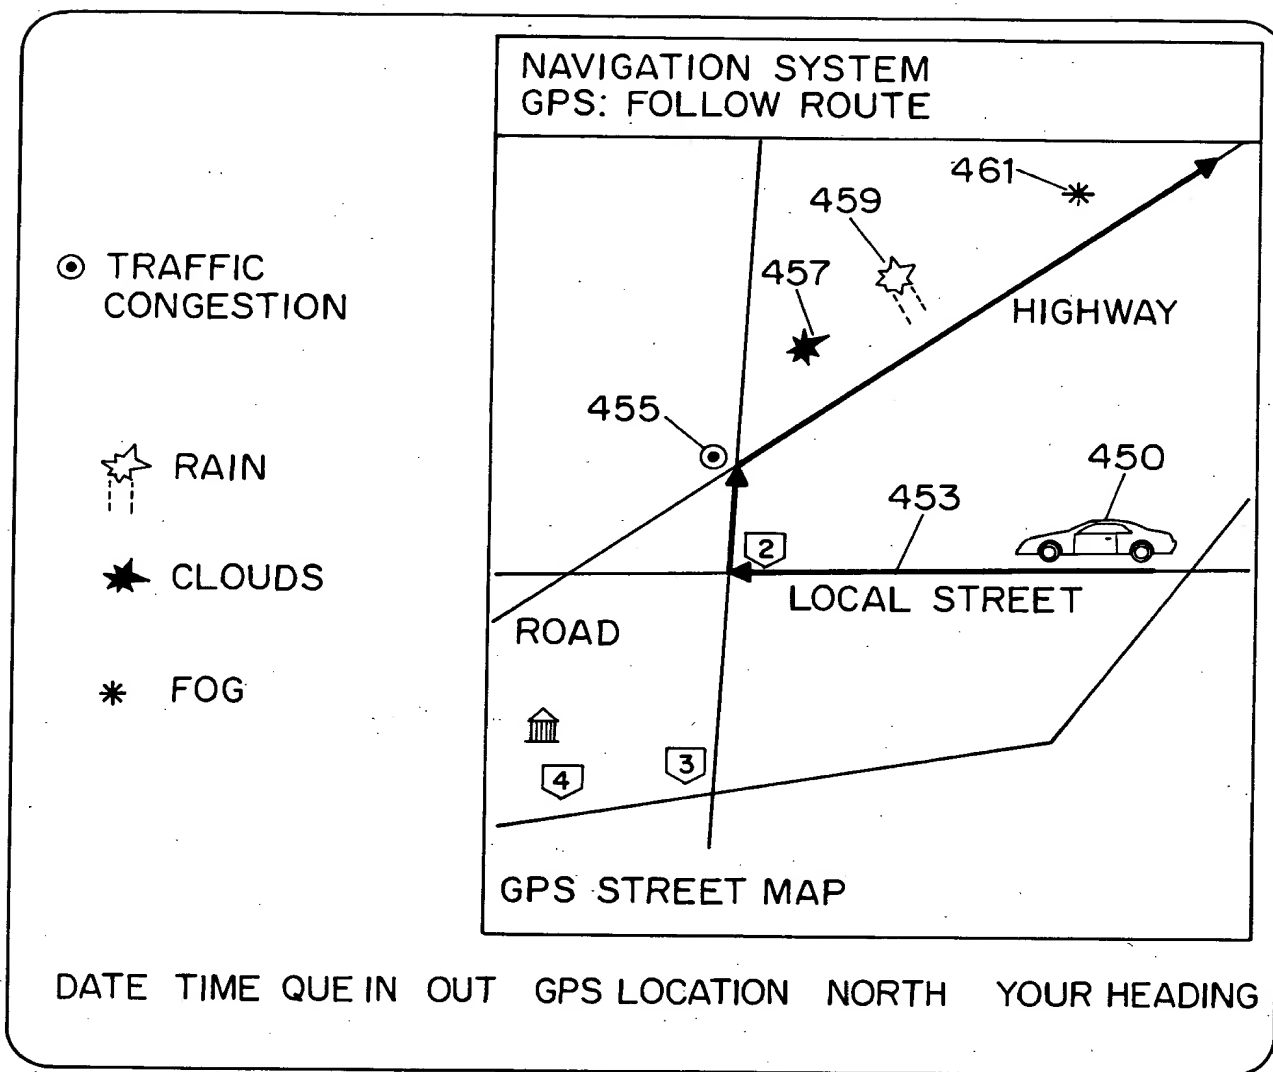 NAVIGATION SYSTEM
GPS: FOLLOW ROUTE
461
459
457
TRAFFIC
CONGESTION
HIGHWAY
455
450
453
RAIN
2
CLOUDS
LOCAL STREET
ROAD
FOG
3
4
GPS STREET MAP
DATE TIME QUE IN OUT GPS LOCATION NORTH YOUR HEADING